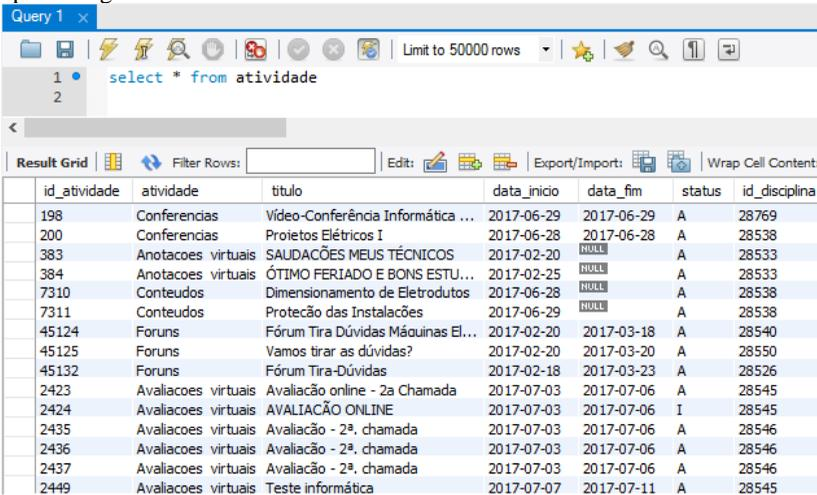 Query 1 ×
Limit to 50000 rows
1 select * from atividade
2
Result Grid Filter Rows: Edit: Export/Import: Wrap Cell Content:
id_atividade atividade titulo data_inicio data_fim status id_disciplina
198 Conferencias Vídeo-Conferência Informática ... 2017-06-29 2017-06-29 A 28769
200 Conferencias Projetos Elétricos I 2017-06-28 2017-06-28 A 28538
383 Anotacoes virtuais SAUDAÇÕES MEUS TÉCNICOS 2017-02-20 NULL A 28533
384 Anotacoes virtuais ÓTIMO FERIADO E BONS ESTU... 2017-02-25 NULL A 28533
7310 Conteudos Dimensionamento de Eletrodutos 2017-06-28 NULL A 28538
7311 Conteudos Proteção das Instalações 2017-06-29 NULL A 28538
45124 Foruns Fórum Tira Dúvidas Máquinas El... 2017-02-20 2017-03-18 A 28540
45125 Foruns Vamos tirar as dúvidas? 2017-02-20 2017-03-20 A 28550
45132 Foruns Fórum Tira-Dúvidas 2017-02-18 2017-03-23 A 28526
2423 Avaliacoes virtuais Avaliação online - 2a Chamada 2017-07-03 2017-07-06 A 28545
2424 Avaliacoes virtuais AVALIAÇÃO ONLINE 2017-07-03 2017-07-06 I 28545
2435 Avaliacoes virtuais Avaliação - 2ª. chamada 2017-07-03 2017-07-06 A 28546
2436 Avaliacoes virtuais Avaliação - 2ª. chamada 2017-07-03 2017-07-06 A 28546
2437 Avaliacoes virtuais Avaliação - 2ª. chamada 2017-07-03 2017-07-06 A 28546
2449 Avaliacoes virtuais Teste informática 2017-07-07 2017-07-11 A 28545